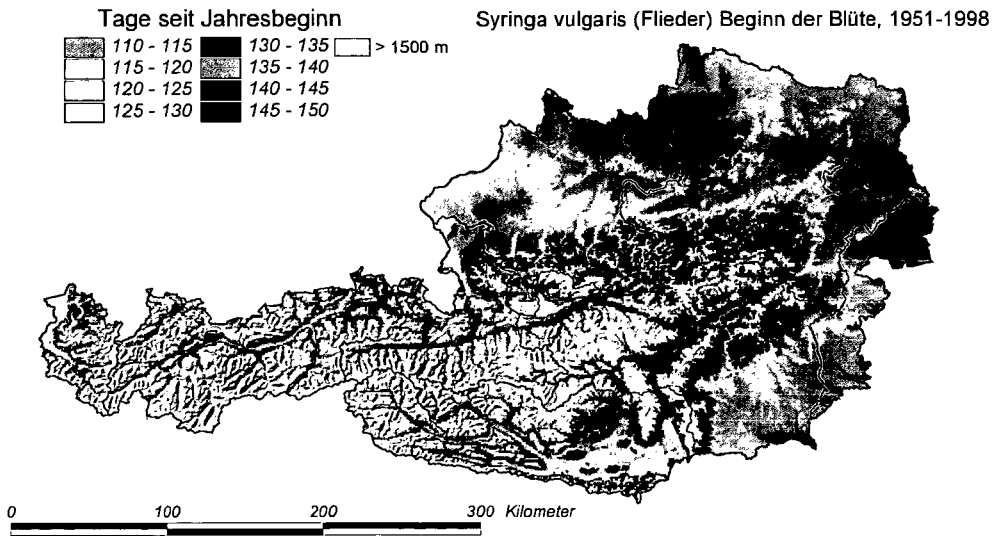 Tage seit Jahresbeginn
Syringa vulgaris (Flieder) Beginn der Blüte, 1951-1998
110 - 115 130 - 135 > 1500 m
115 - 120 135 - 140
120 - 125 140 - 145
125 - 130 145 - 150
0 100 200 300 Kilometer